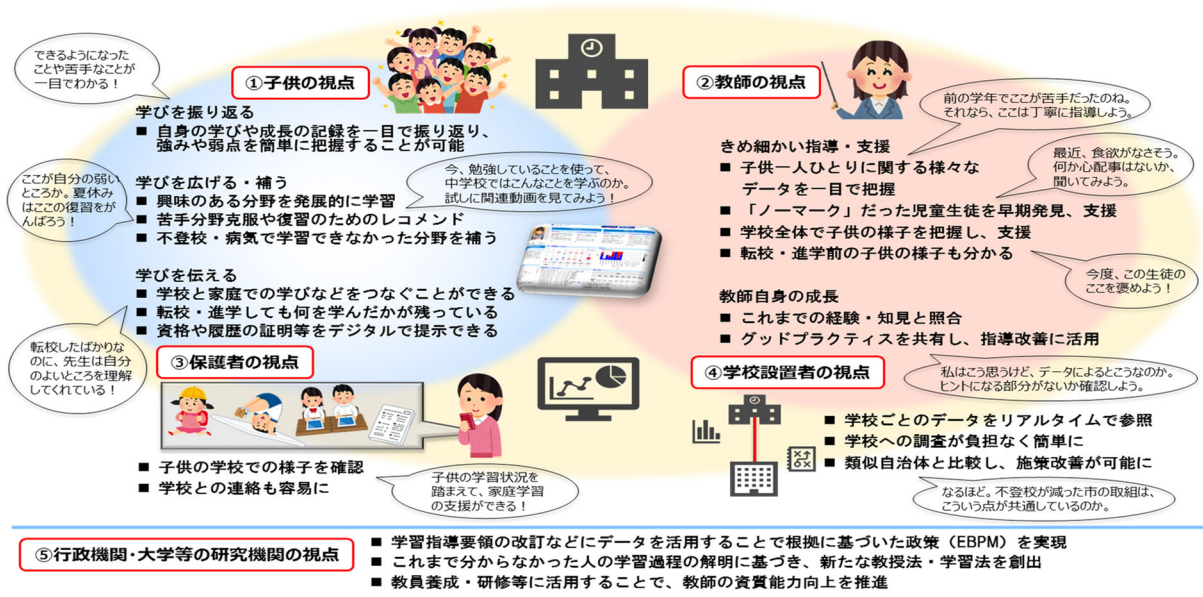 できるようになった
ことや苦手なことが
一目でわかる！
①子供の視点
学びを振り返る
■ 自身の学びや成長の記録を一目で振り返り、
強みや弱点を簡単に把握することが可能
ここが自分の弱い
ところか。夏休み
はここの復習をが
んばろう！
学びを広げる・補う
■ 興味のある分野を発展的に学習
■ 苦手分野克服や復習のためのレコメンド
■ 不登校・病気で学習できなかった分野を補う
今、勉強していることを使って、
中学校ではこんなことを学ぶのか。
試しに関連動画を見てみよう！
学びを伝える
■ 学校と家庭での学びなどをつなぐことができる
■ 転校・進学しても何を学んだかが残っている
■ 資格や履歴の証明等をデジタルで提示できる
転校したばかりな
のに、先生は自分
のよいところを理解
してくれている！
②教師の視点
前の学年でここが苦手だったのね。
それなら、ここは丁寧に指導しよう。
きめ細かい指導・支援
■ 子供一人ひとりに関する様々な
データを一目で把握
■ 「ノーマーク」だった児童生徒を早期発見、支援
■ 学校全体で子供の様子を把握し、支援
■ 転校・進学前の子供の様子も分かる
最近、食欲がなさそう。
何か心配事はないか、
聞いてみよう。
今度、この生徒の
ここを褒めよう！
教師自身の成長
■ これまでの経験・知見と照合
■ グッドプラクティスを共有し、指導改善に活用
私はこう思うけど、データによるとこうなのか。
ヒントになる部分がないか確認しよう。
③保護者の視点
■ 子供の学校での様子を確認
■ 学校との連絡も容易に
子供の学習状況を
踏まえて、家庭学習
の支援ができる！
④学校設置者の視点
■ 学校ごとのデータをリアルタイムで参照
■ 学校への調査が負担なく簡単に
■ 類似自治体と比較し、施策改善が可能に
なるほど。不登校が減った市の取組は、
こういう点が共通しているのか。
⑤行政機関・大学等の研究機関の視点
■ 学習指導要領の改訂などにデータを活用することで根拠に基づいた政策（EBPM）を実現
■ これまで分からなかった人の学習過程の解明に基づき、新たな教授法・学習法を創出
■ 教員養成・研修等に活用することで、教師の資質能力向上を推進